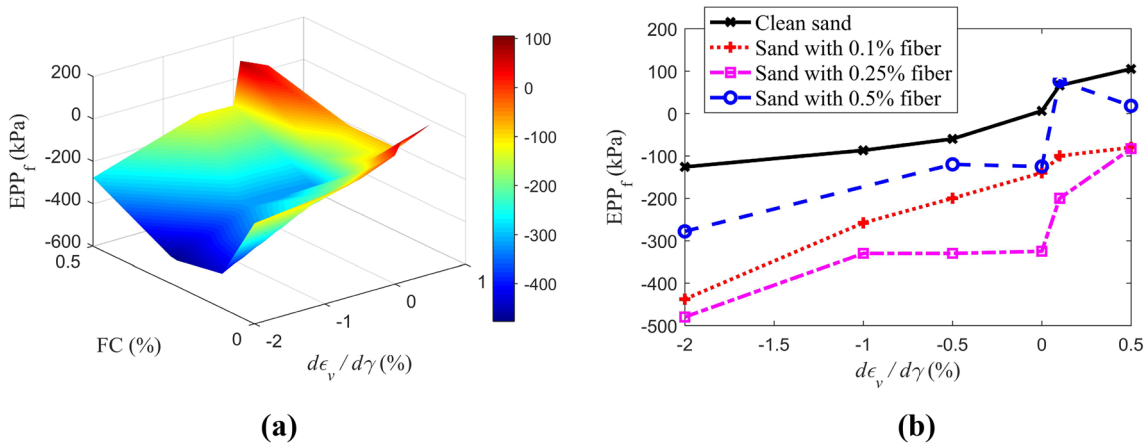 200
0
-200
-400
-600
EPP_f (kPa)
0.5
0
FC (%)
-2
-1
0
1
dϵ_v / dγ (%)
100
0
-100
-200
-300
-400
(a)
Clean sand
Sand with 0.1% fiber
Sand with 0.25% fiber
Sand with 0.5% fiber
200
100
0
-100
-200
-300
-400
-500
EPP_f (kPa)
-2 -1.5 -1 -0.5 0 0.5
dϵ_v / dγ (%)
(b)